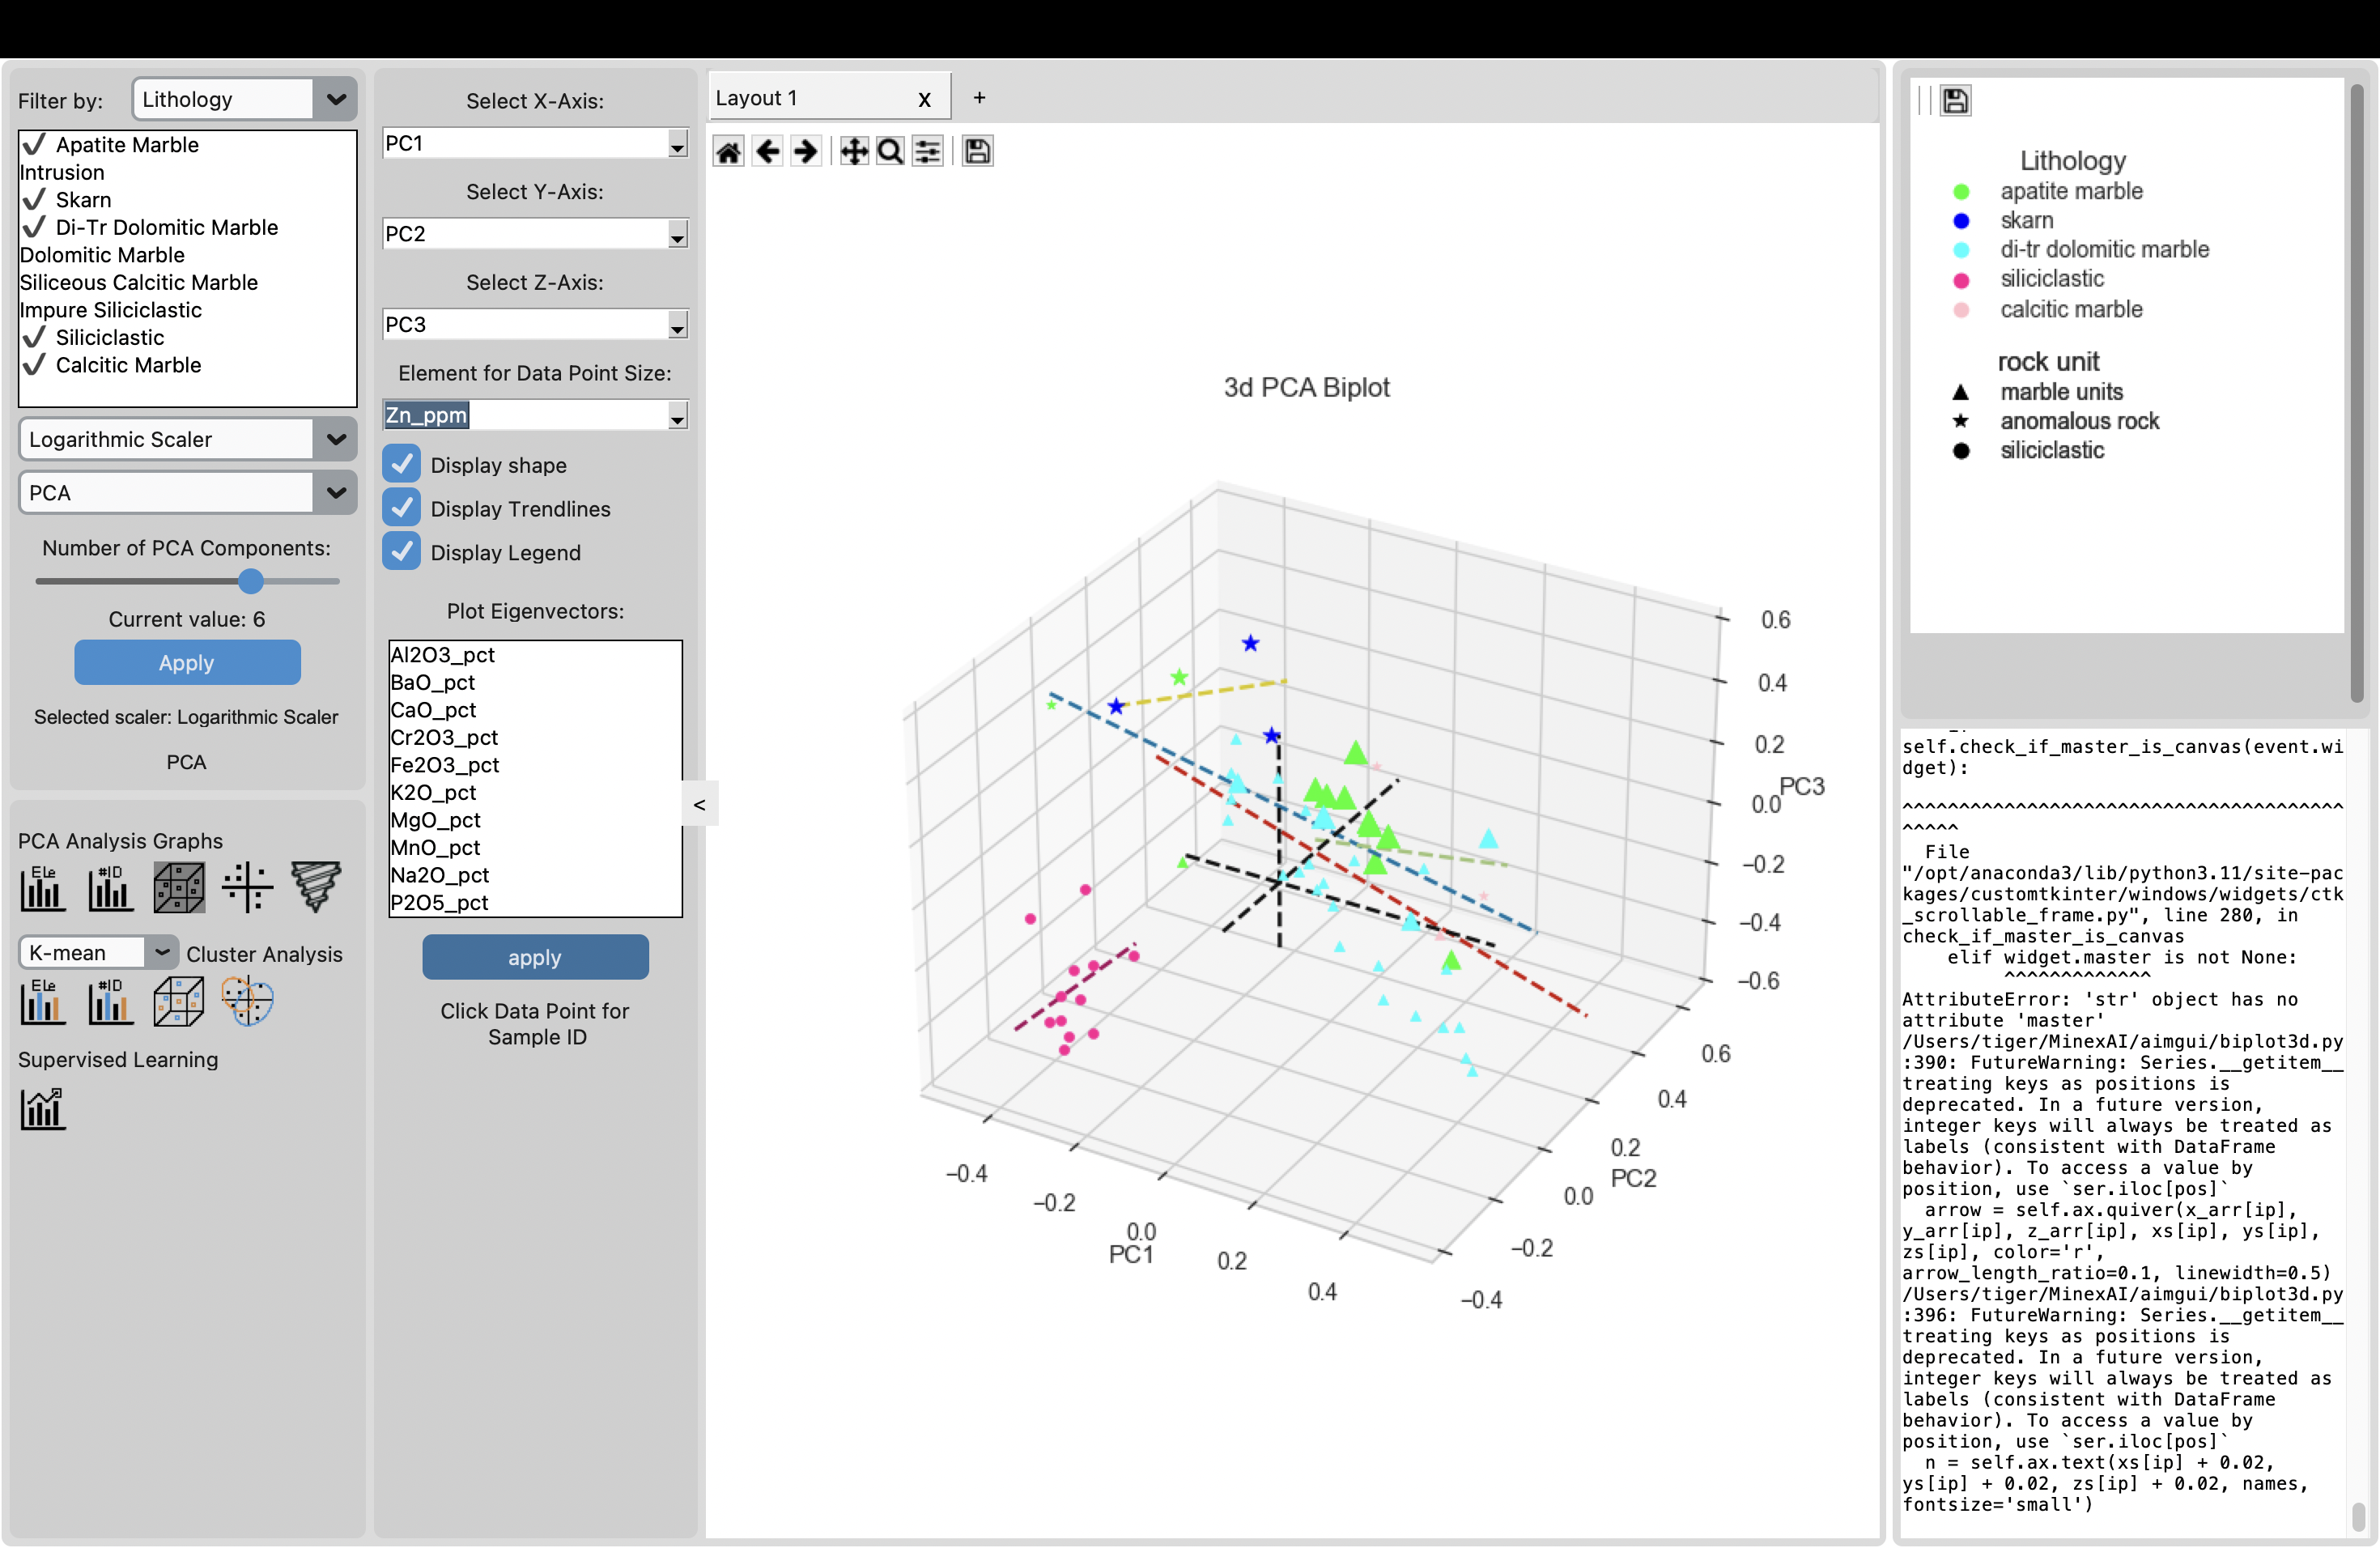 Filter by:
Lithology
Apatite Marble
Intrusion
Skarn
Di-Tr Dolomitic Marble
Dolomitic Marble
Siliceous Calcitic Marble
Impure Siliciclastic
Siliciclastic
Calcitic Marble
Logarithmic Scaler
PCA
Number of PCA Components:
Current value: 6
Apply
Selected scaler: Logarithmic Scaler
PCA
PCA Analysis Graphs
ELe
#ID
K-mean
Cluster Analysis
ELe
#ID
Supervised Learning
Select X-Axis:
PC1
Select Y-Axis:
PC2
Select Z-Axis:
PC3
Element for Data Point Size:
Zn_ppm
Display shape
Display Trendlines
Display Legend
Plot Eigenvectors:
Al2O3_pct
BaO_pct
CaO_pct
Cr2O3_pct
Fe2O3_pct
K2O_pct
MgO_pct
MnO_pct
Na2O_pct
P2O5_pct
apply
Click Data Point for
Sample ID
<
Layout 1
x
+
3d PCA Biplot
0.6
0.4
0.2
0.0
PC3
−0.2
−0.4
−0.6
0.6
0.4
0.2
PC2
0.0
−0.2
−0.4
−0.4
−0.2
0.0
PC1
0.2
0.4
Lithology
apatite marble
skarn
di-tr dolomitic marble
siliciclastic
calcitic marble
rock unit
marble units
anomalous rock
siliciclastic
self.check_if_master_is_canvas(event.wi
dget):
^^^^^^^^^^^^^^^^^^^^^^^^^^^^^^^^^^^^^^^
^^^^^
File
"/opt/anaconda3/lib/python3.11/site-pac
kages/customtkinter/windows/widgets/ctk
_scrollable_frame.py", line 280, in
check_if_master_is_canvas
elif widget.master is not None:
^^^^^^^^^^^^^
AttributeError: 'str' object has no
attribute 'master'
/Users/tiger/MinexAI/aimgui/biplot3d.py
:390: FutureWarning: Series.__getitem__
treating keys as positions is
deprecated. In a future version,
integer keys will always be treated as
labels (consistent with DataFrame
behavior). To access a value by
position, use `ser.iloc[pos]`
arrow = self.ax.quiver(x_arr[ip],
y_arr[ip], z_arr[ip], xs[ip], ys[ip],
zs[ip], color='r',
arrow_length_ratio=0.1, linewidth=0.5)
/Users/tiger/MinexAI/aimgui/biplot3d.py
:396: FutureWarning: Series.__getitem__
treating keys as positions is
deprecated. In a future version,
integer keys will always be treated as
labels (consistent with DataFrame
behavior). To access a value by
position, use `ser.iloc[pos]`
n = self.ax.text(xs[ip] + 0.02,
ys[ip] + 0.02, zs[ip] + 0.02, names,
fontsize='small')